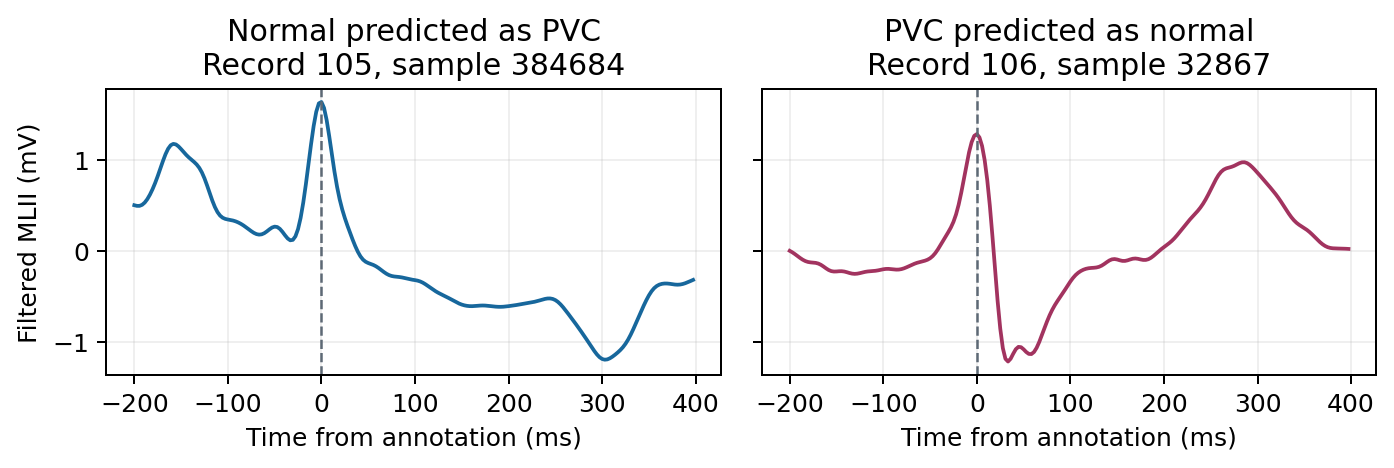 Normal predicted as PVC
Record 105, sample 384684
PVC predicted as normal
Record 106, sample 32867
Filtered MLII (mV)
1
0
−1
−200 −100 0 100 200 300 400
−200 −100 0 100 200 300 400
Time from annotation (ms)
Time from annotation (ms)